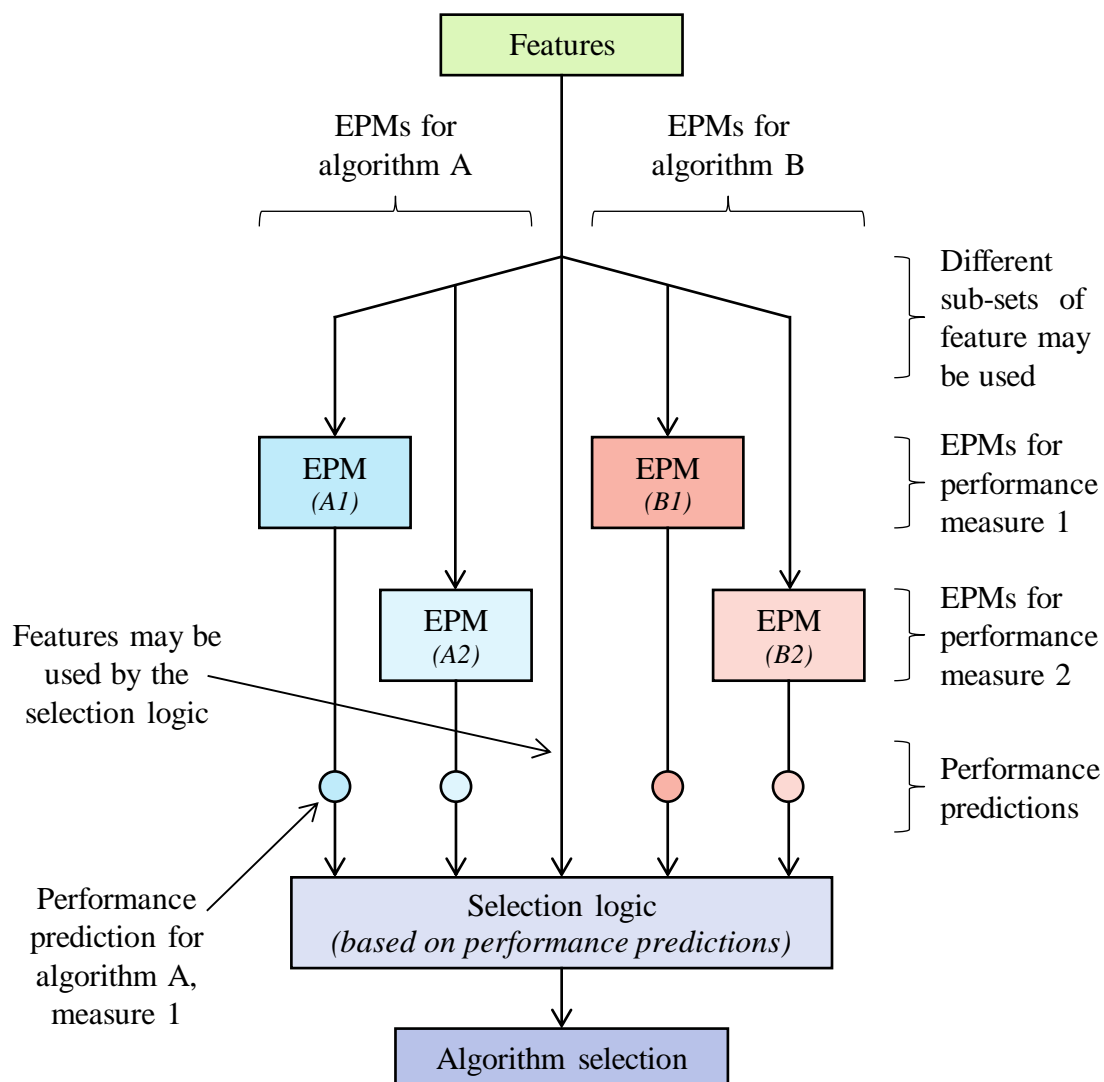 Features
EPMs for
algorithm A
EPMs for
algorithm B
Different
sub-sets of
feature may
be used
EPM
(A1)
EPM
(B1)
EPMs for
performance
measure 1
EPM
(A2)
EPM
(B2)
EPMs for
performance
measure 2
Features may be
used by the
selection logic
Performance
predictions
Performance
prediction for
algorithm A,
measure 1
Selection logic
(based on performance predictions)
Algorithm selection